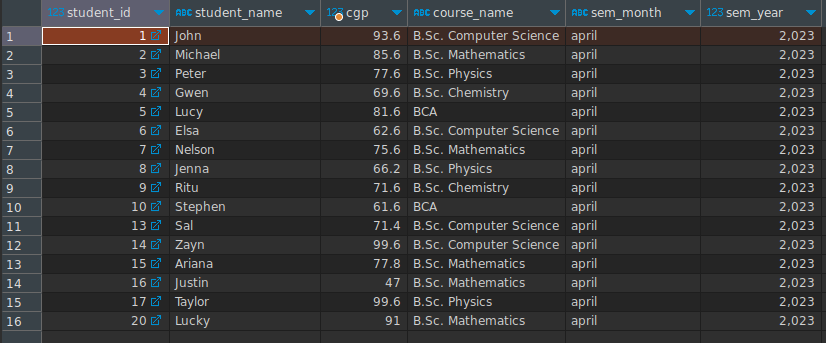 123 student_id ABC student_name 123 cgp ABC course_name ABC sem_month 123 sem_year
1 1 John 93.6 B.Sc. Computer Science april 2,023
2 2 Michael 85.6 B.Sc. Mathematics april 2,023
3 3 Peter 77.6 B.Sc. Physics april 2,023
4 4 Gwen 69.6 B.Sc. Chemistry april 2,023
5 5 Lucy 81.6 BCA april 2,023
6 6 Elsa 62.6 B.Sc. Computer Science april 2,023
7 7 Nelson 75.6 B.Sc. Mathematics april 2,023
8 8 Jenna 66.2 B.Sc. Physics april 2,023
9 9 Ritu 71.6 B.Sc. Chemistry april 2,023
10 10 Stephen 61.6 BCA april 2,023
11 13 Sal 71.4 B.Sc. Computer Science april 2,023
12 14 Zayn 99.6 B.Sc. Computer Science april 2,023
13 15 Ariana 77.8 B.Sc. Mathematics april 2,023
14 16 Justin 47 B.Sc. Mathematics april 2,023
15 17 Taylor 99.6 B.Sc. Physics april 2,023
16 20 Lucky 91 B.Sc. Mathematics april 2,023